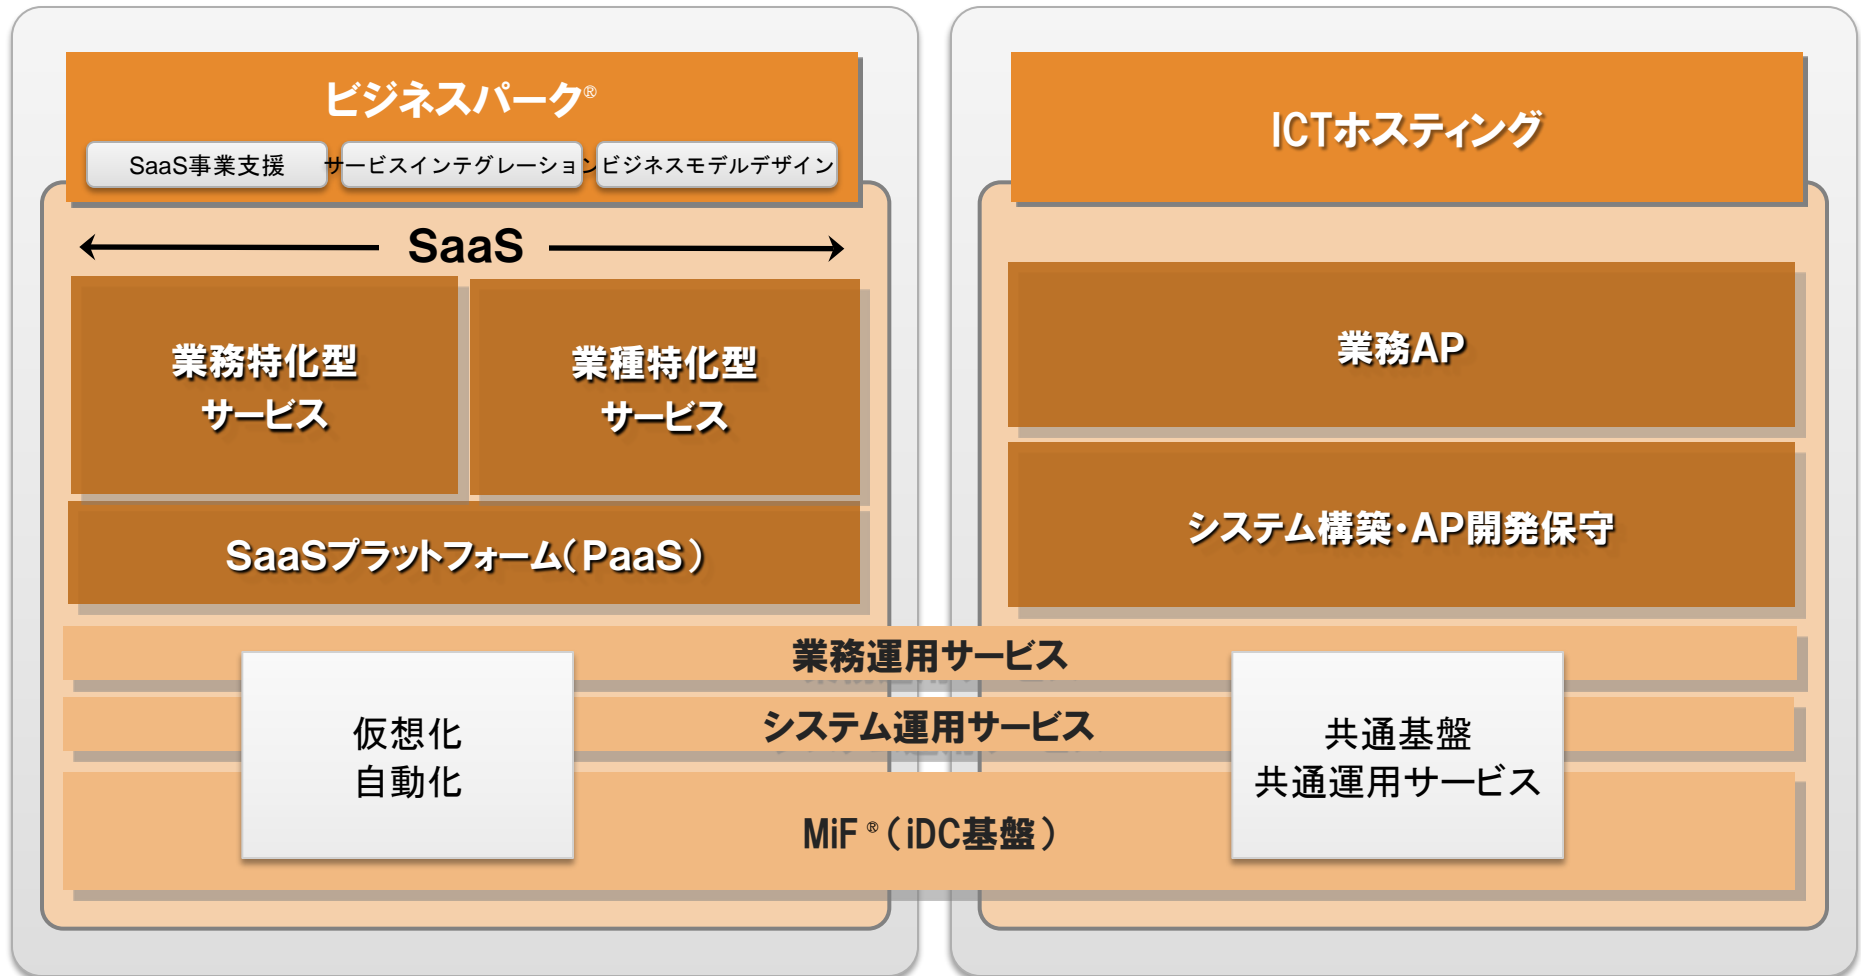 ビジネスパーク®
SaaS事業支援
サービスインテグレーション
ビジネスモデルデザイン
SaaS
業務特化型
サービス
業種特化型
サービス
SaaSプラットフォーム(PaaS)
ICTホスティング
業務AP
システム構築・AP開発保守
業務運用サービス
システム運用サービス
MiF®(iDC基盤)
仮想化
自動化
共通基盤
共通運用サービス